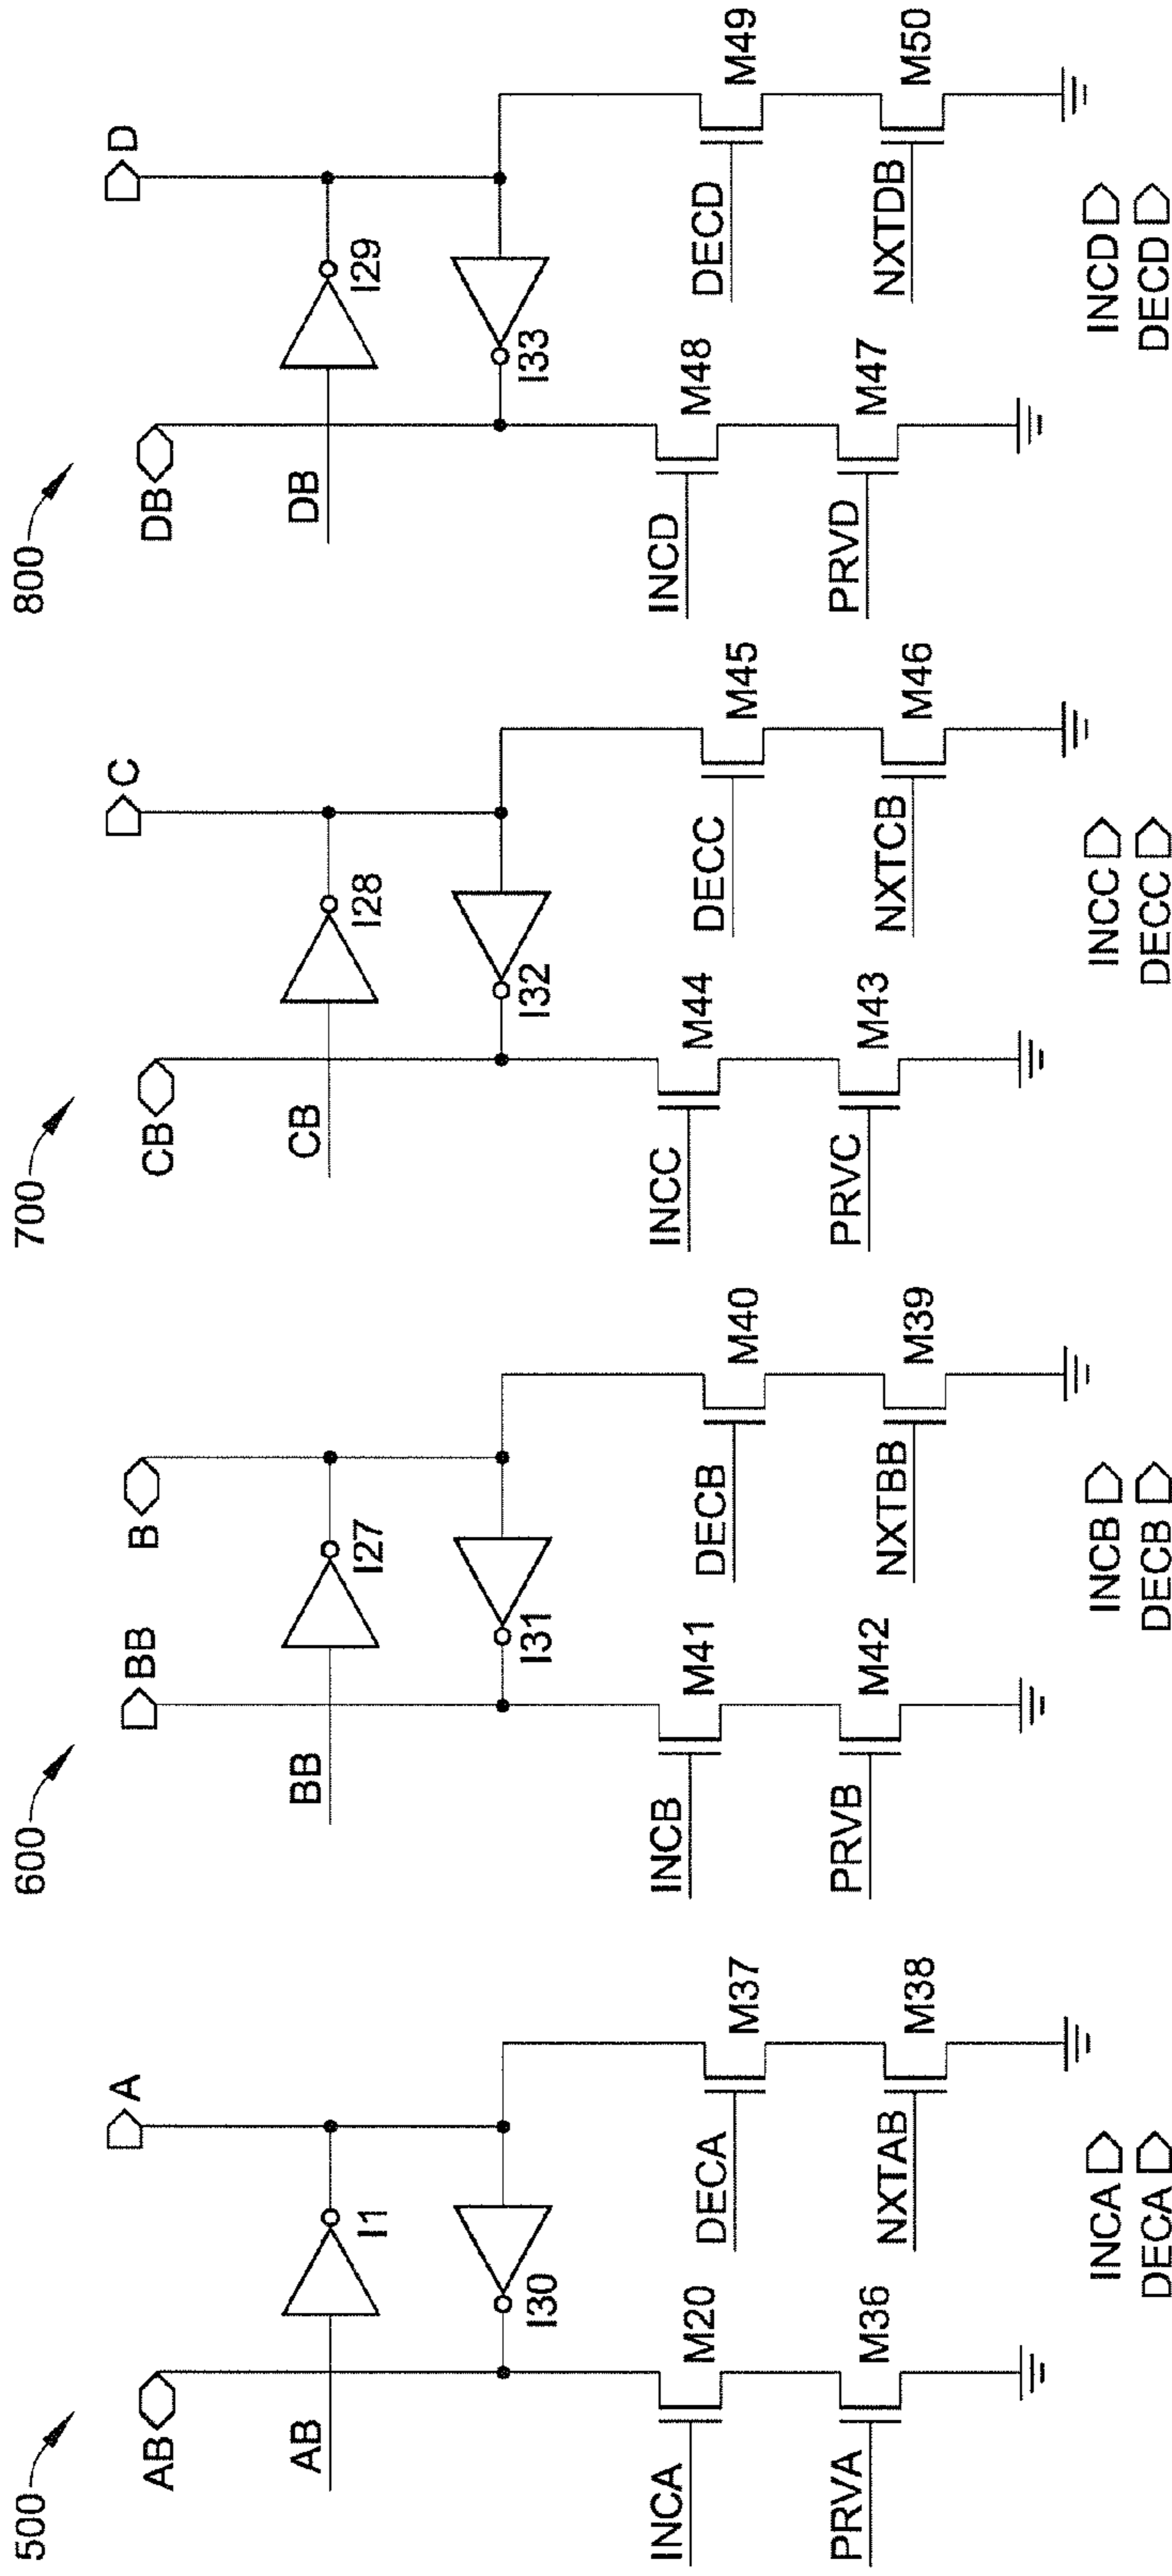 500
AB
A
AB
I1
I30
INCA
M20
DECA
M37
PRVA
M36
NXTAB
M38
INCA
DECA
600
BB
B
BB
I27
I31
INCB
M41
DECB
M40
PRVB
M42
NXTBB
M39
INCB
DECB
700
CB
C
CB
I28
I32
INCC
M44
DECC
M45
PRVC
M43
NXTCB
M46
INCC
DECC
800
DB
D
DB
I29
I33
INCD
M48
DECD
M49
PRVD
M47
NXTDB
M50
INCD
DECD